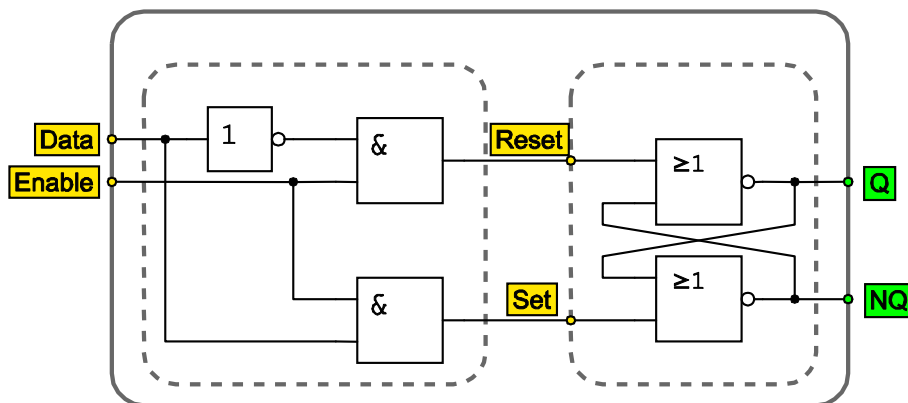 Data
1
&
Reset
≥1
Enable
Q
&
Set
≥1
NQ